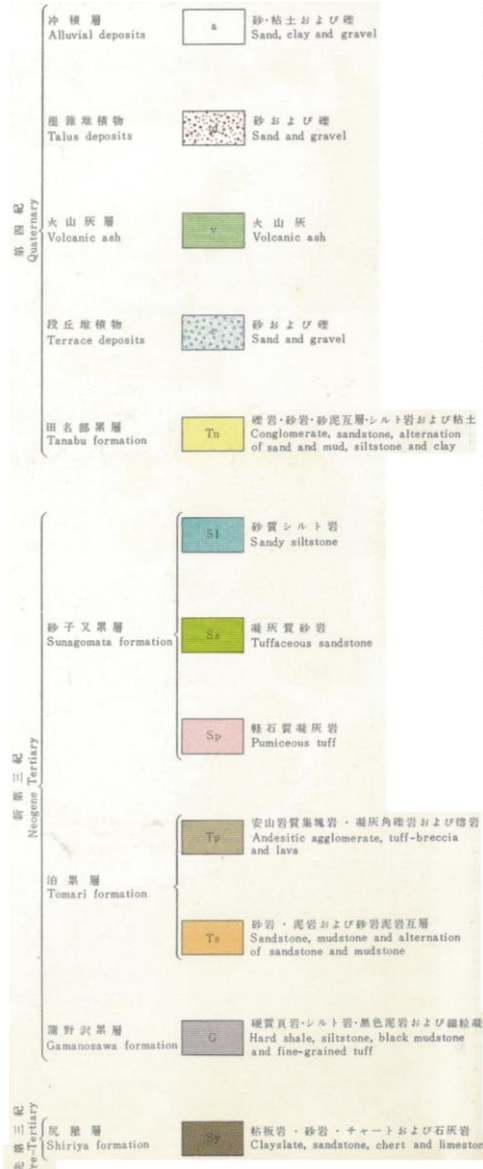 第四紀
Quaternary
沖積層
Alluvial deposits
a
砂・粘土および礫
Sand, clay and gravel
崖錐堆積物
Talus deposits
砂および礫
Sand and gravel
火山灰層
Volcanic ash
v
火山灰
Volcanic ash
段丘堆積物
Terrace deposits
砂および礫
Sand and gravel
田名部累層
Tanabu formation
Tn
礫岩・砂岩・砂泥互層・シルト岩および粘土
Conglomerate, sandstone, alternation
of sand and mud, siltstone and clay
新第三紀
Neogene Tertiary
砂子又累層
Sunagomata formation
Sl
砂質シルト岩
Sandy siltstone
Ss
凝灰質砂岩
Tuffaceous sandstone
Sp
軽石質凝灰岩
Pumiceous tuff
泊累層
Tomari formation
Tp
安山岩質集塊岩・凝灰角礫岩および熔岩
Andesitic agglomerate, tuff-breccia
and lava
Ts
砂岩・泥岩および砂岩泥岩互層
Sandstone, mudstone and alternation
of sandstone and mudstone
蒲野沢累層
Gamanosawa formation
G
硬質頁岩・シルト岩・黒色泥岩および細粒凝
Hard shale, siltstone, black mudstone
and fine-grained tuff
先第三紀
re-Tertiary
尻屋層
Shiriya formation
Sy
粘板岩・砂岩・チャートおよび石灰岩
Clayslate, sandstone, chert and limeston